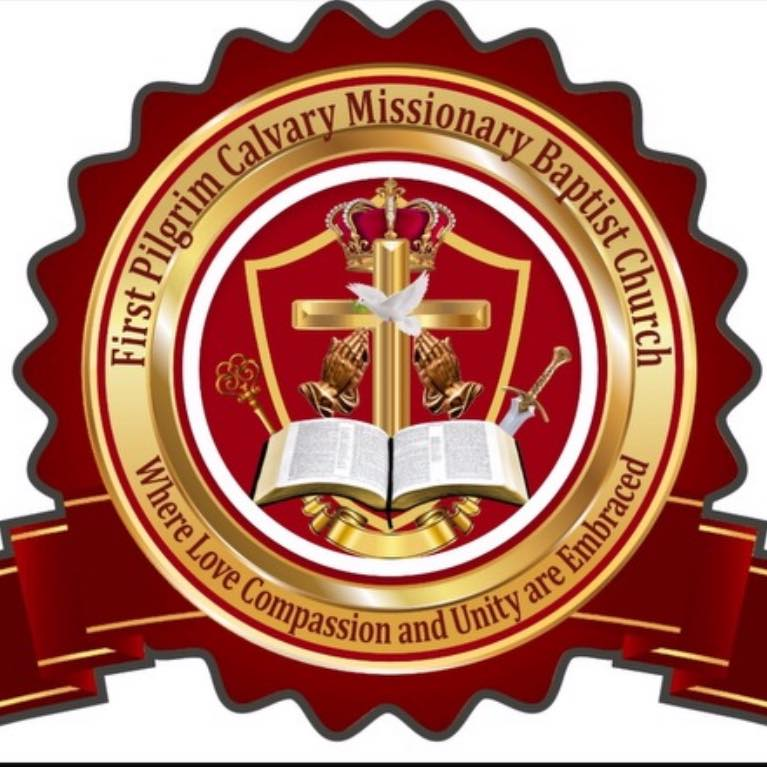 First Pilgrim Calvary Missionary Baptist Church
Where Love Compassion and Unity are Embraced